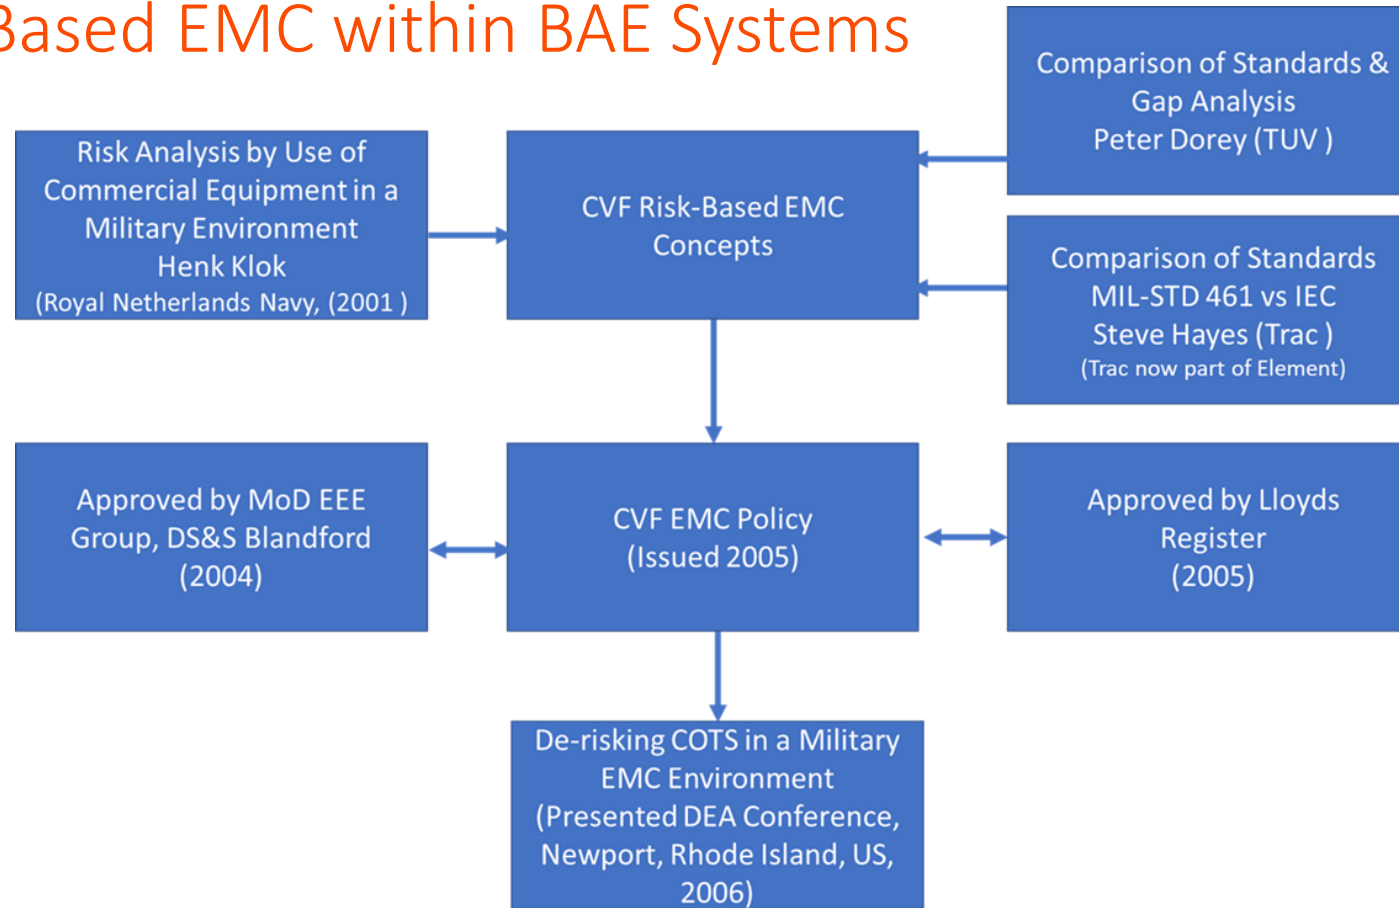 Based EMC within BAE Systems
Comparison of Standards &
Gap Analysis
Peter Dorey (TUV )
Risk Analysis by Use of
Commercial Equipment in a
Military Environment
Henk Klok
(Royal Netherlands Navy, (2001 )
CVF Risk-Based EMC
Concepts
Comparison of Standards
MIL-STD 461 vs IEC
Steve Hayes (Trac )
(Trac now part of Element)
Approved by MoD EEE
Group, DS&S Blandford
(2004)
CVF EMC Policy
(Issued 2005)
Approved by Lloyds
Register
(2005)
De-risking COTS in a Military
EMC Environment
(Presented DEA Conference,
Newport, Rhode Island, US,
2006)